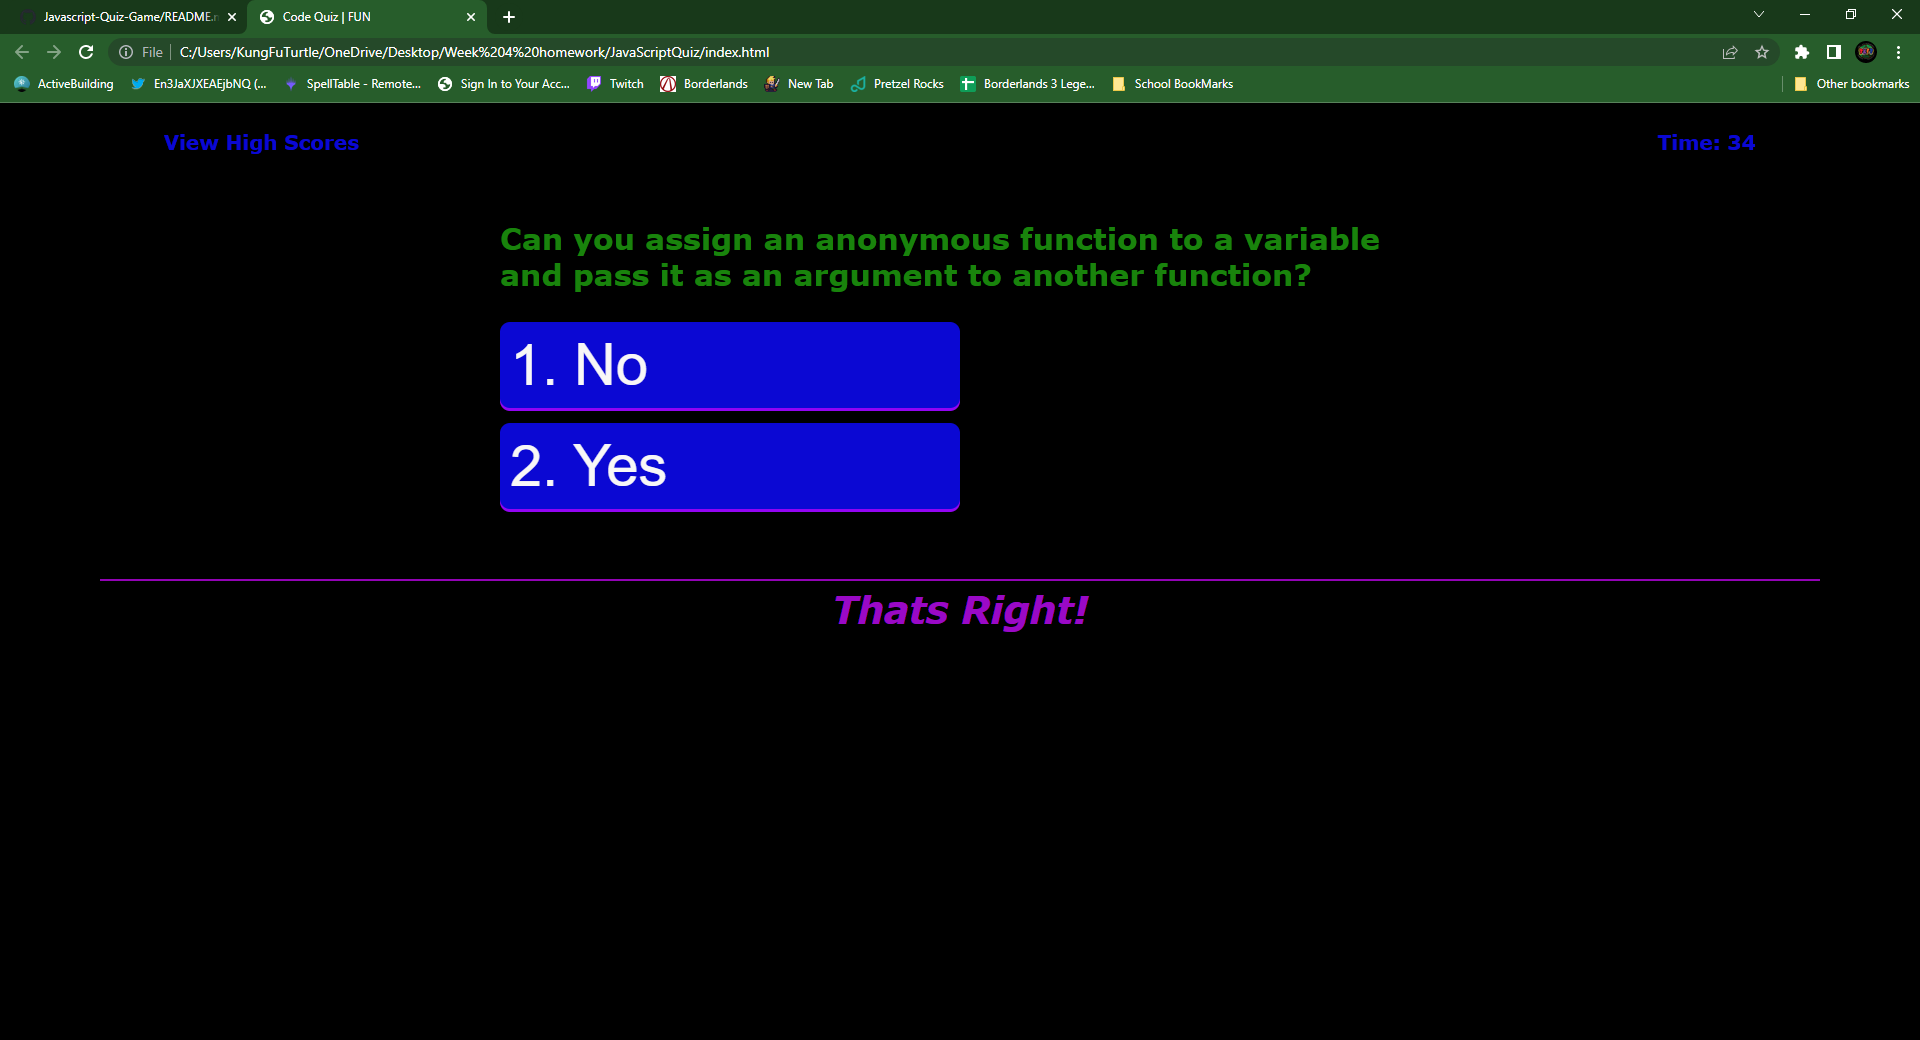 Javascript-Quiz-Game/README.m
Code Quiz | FUN
File
C:/Users/KungFuTurtle/OneDrive/Desktop/Week%204%20homework/JavaScriptQuiz/index.html
ActiveBuilding
En3JaXJXEAEjbNQ (...
SpellTable - Remote...
Sign In to Your Acc...
Twitch
Borderlands
New Tab
Pretzel Rocks
Borderlands 3 Lege...
School BookMarks
Other bookmarks
View High Scores
Time: 34
Can you assign an anonymous function to a variable
and pass it as an argument to another function?
1. No
2. Yes
Thats Right!